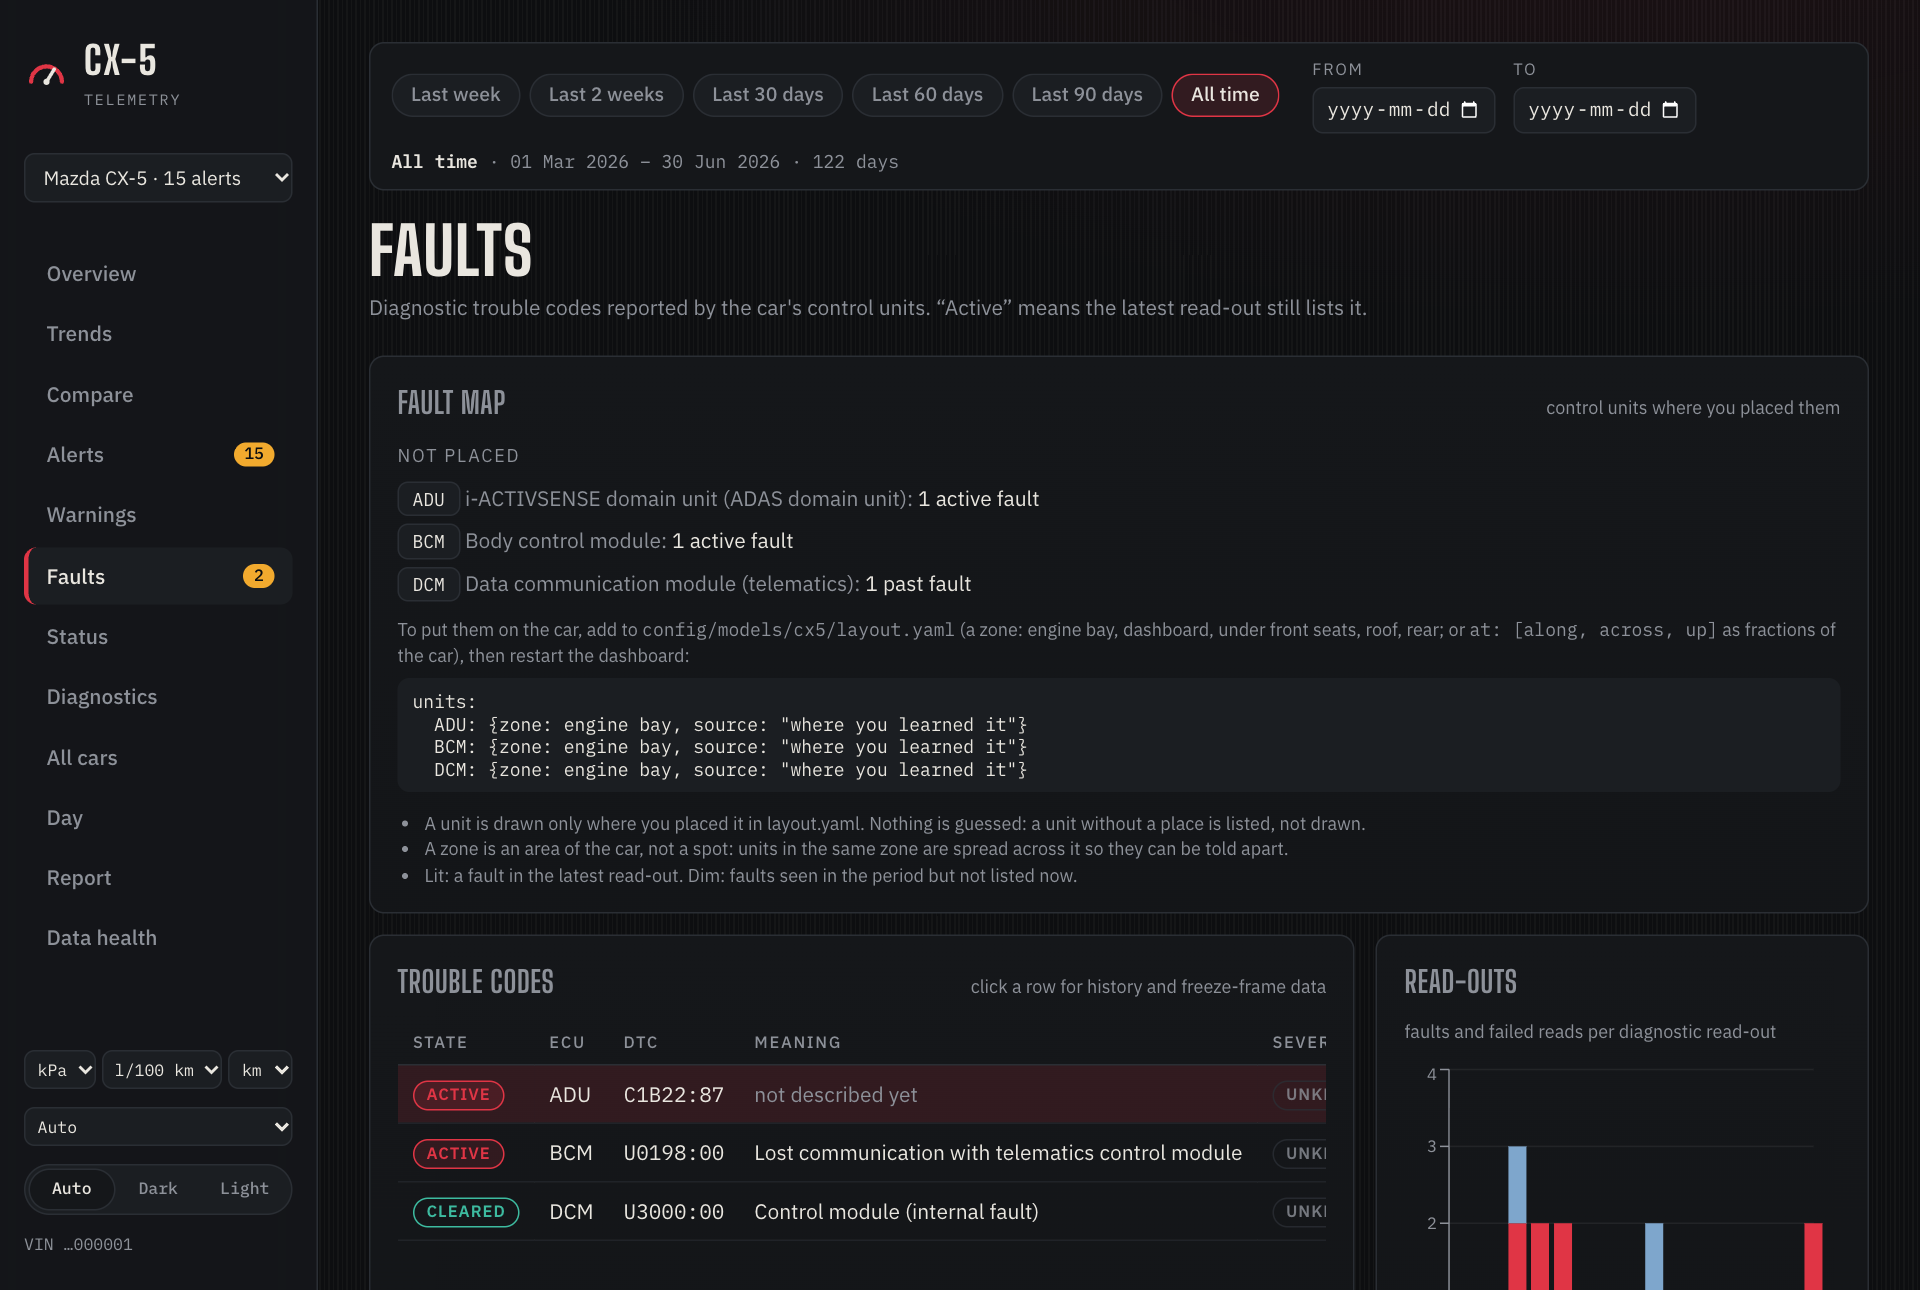 CX-5
TELEMETRY
Mazda CX-5 · 15 alerts
Overview
Trends
Compare
Alerts 15
Warnings
Faults 2
Status
Diagnostics
All cars
Day
Report
Data health
kPa l/100 km km
Auto
Auto Dark Light
VIN …000001
Last week Last 2 weeks Last 30 days Last 60 days Last 90 days All time
FROM TO
yyyy-mm-dd yyyy-mm-dd
All time · 01 Mar 2026 – 30 Jun 2026 · 122 days
FAULTS
Diagnostic trouble codes reported by the car's control units. “Active” means the latest read-out still lists it.
FAULT MAP
control units where you placed them
NOT PLACED
ADU i-ACTIVSENSE domain unit (ADAS domain unit): 1 active fault
BCM Body control module: 1 active fault
DCM Data communication module (telematics): 1 past fault
To put them on the car, add to config/models/cx5/layout.yaml (a zone: engine bay, dashboard, under front seats, roof, rear; or at: [along, across, up] as fractions of
the car), then restart the dashboard:
units:
ADU: {zone: engine bay, source: "where you learned it"}
BCM: {zone: engine bay, source: "where you learned it"}
DCM: {zone: engine bay, source: "where you learned it"}
• A unit is drawn only where you placed it in layout.yaml. Nothing is guessed: a unit without a place is listed, not drawn.
• A zone is an area of the car, not a spot: units in the same zone are spread across it so they can be told apart.
• Lit: a fault in the latest read-out. Dim: faults seen in the period but not listed now.
TROUBLE CODES
click a row for history and freeze-frame data
STATE ECU DTC MEANING SEVER
ACTIVE ADU C1B22:87 not described yet UNK
ACTIVE BCM U0198:00 Lost communication with telematics control module UNK
CLEARED DCM U3000:00 Control module (internal fault) UNK
READ-OUTS
faults and failed reads per diagnostic read-out
4
3
2